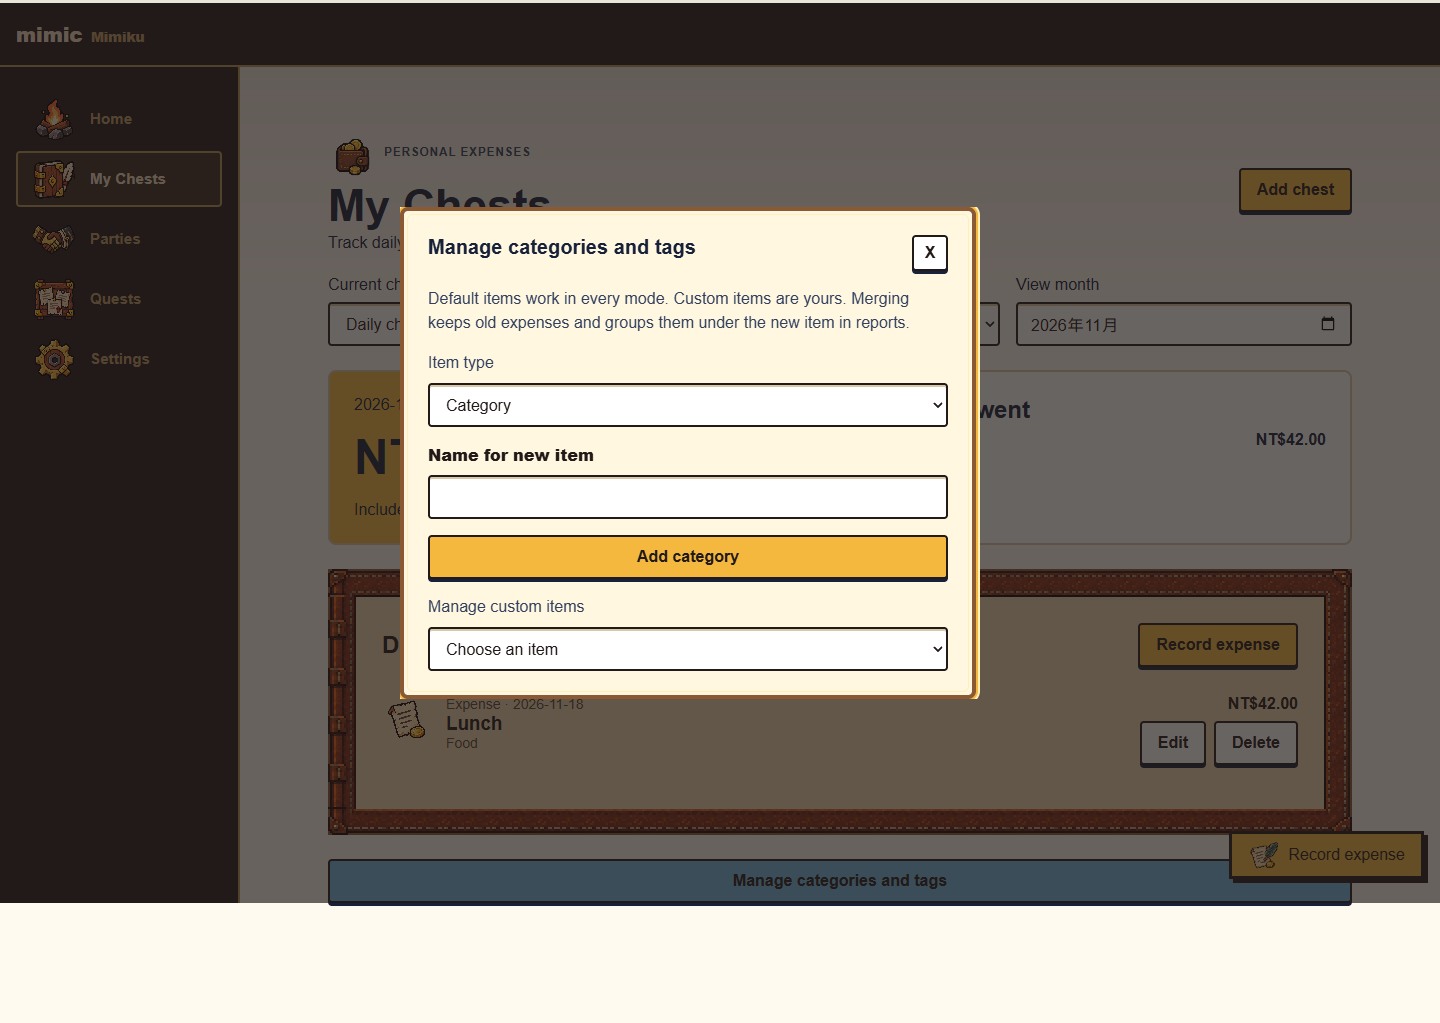 mimic Mimiku
Home
My Chests
Parties
Quests
Settings
PERSONAL EXPENSES
My Chests
Track daily
Add chest
Current ch
Daily ch
View month
2026年11月
2026-1
Include
went
NT$42.00
Manage categories and tags
X
Default items work in every mode. Custom items are yours. Merging
keeps old expenses and groups them under the new item in reports.
Item type
Category
Name for new item
Add category
Manage custom items
Choose an item
Record expense
Expense · 2026-11-18
Lunch
Food
NT$42.00
Edit
Delete
Record expense
Manage categories and tags